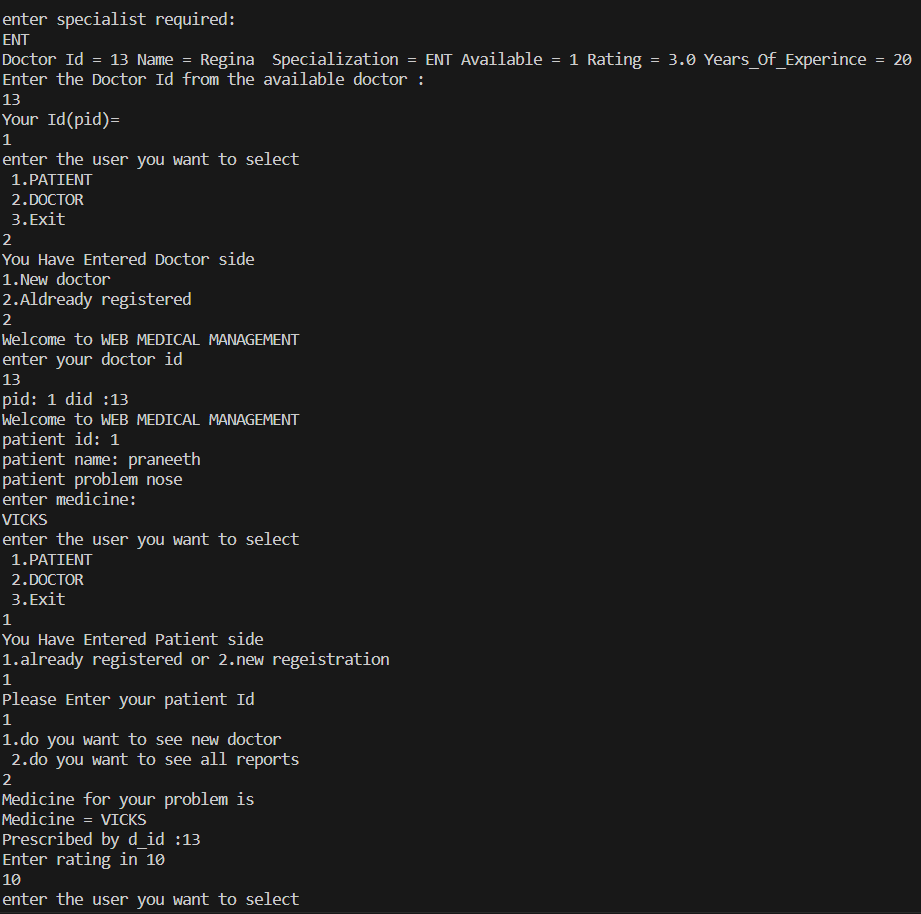 enter specialist required:
ENT
Doctor Id = 13 Name = Regina  Specialization = ENT Available = 1 Rating = 3.0 Years_Of_Experince = 20
Enter the Doctor Id from the available doctor :
13
Your Id(pid)=
1
enter the user you want to select
 1.PATIENT
 2.DOCTOR
 3.Exit
2
You Have Entered Doctor side
1.New doctor
2.Aldready registered
2
Welcome to WEB MEDICAL MANAGEMENT
enter your doctor id
13
pid: 1 did :13
Welcome to WEB MEDICAL MANAGEMENT
patient id: 1
patient name: praneeth
patient problem nose
enter medicine:
VICKS
enter the user you want to select
 1.PATIENT
 2.DOCTOR
 3.Exit
1
You Have Entered Patient side
1.already registered or 2.new regeistration
1
Please Enter your patient Id
1
1.do you want to see new doctor
 2.do you want to see all reports
2
Medicine for your problem is
Medicine = VICKS
Prescribed by d_id :13
Enter rating in 10
10
enter the user you want to select